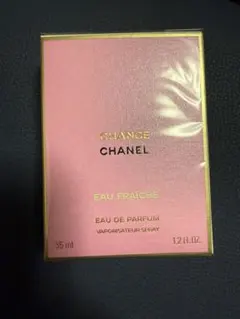 CHANCE
CHANEL
EAU FRAÎCHE
EAU DE PARFUM
VAPORISATEUR SPRAY
35 ml 1.2 fl.oz.